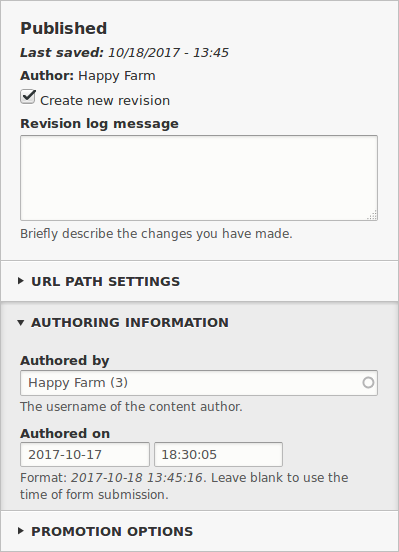 Published
Last saved: 10/18/2017 - 13:45
Author: Happy Farm
Create new revision
Revision log message
Briefly describe the changes you have made.
URL PATH SETTINGS
AUTHORING INFORMATION
Authored by
Happy Farm (3)
The username of the content author.
Authored on
2017-10-17 18:30:05
Format: 2017-10-18 13:45:16. Leave blank to use the
time of form submission.
PROMOTION OPTIONS